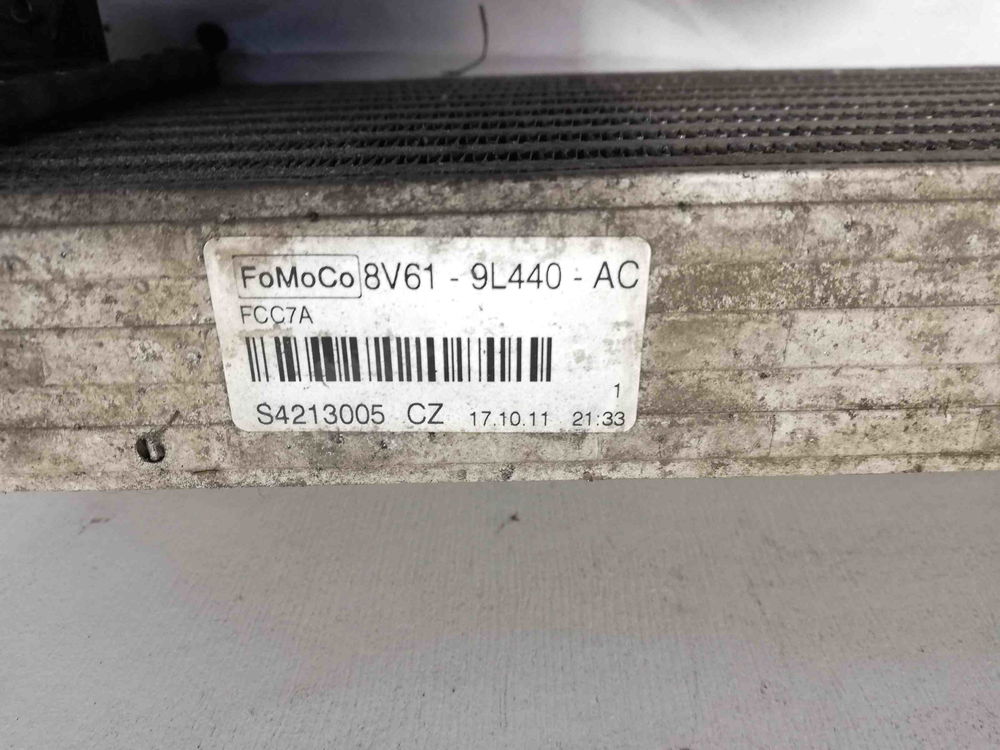 FoMoCo 8V61 - 9L440 - AC
FCC7A
1
S4213005 CZ 17.10.11 21:33